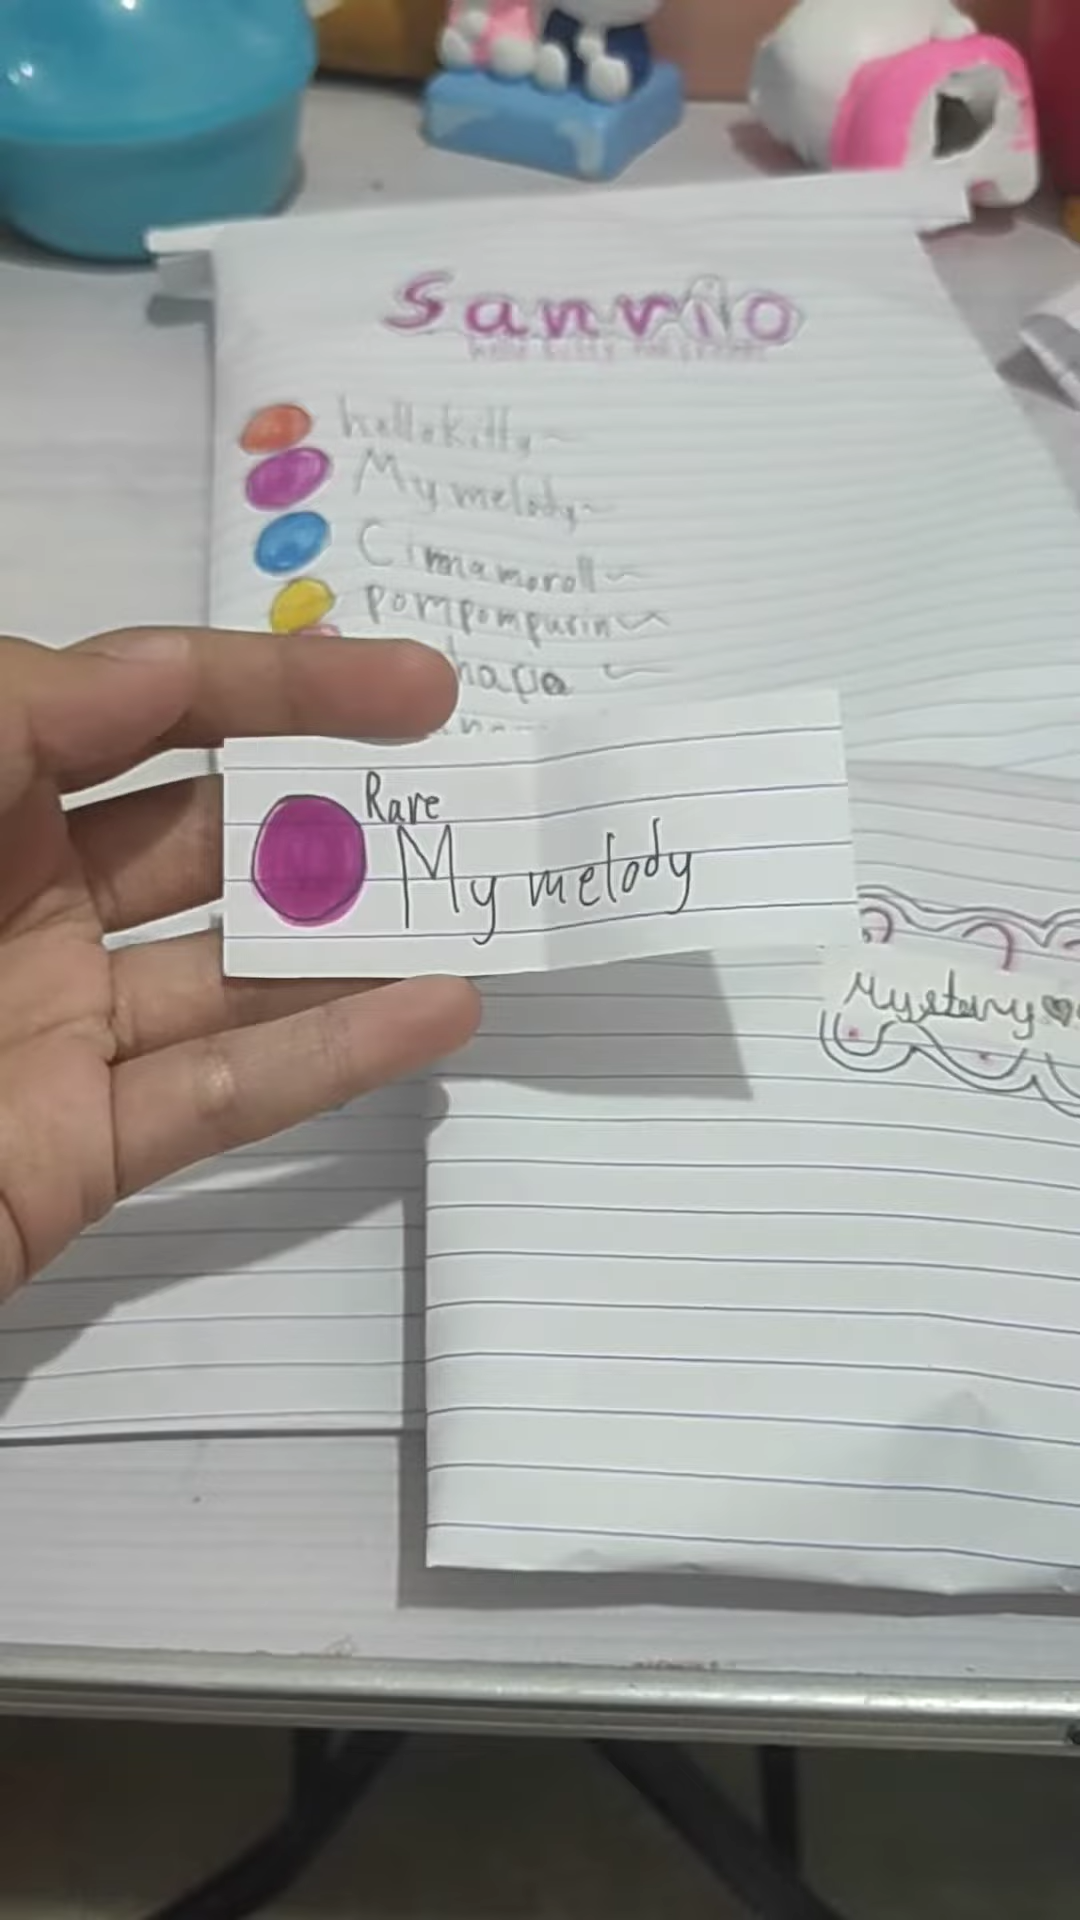 Sanrio
hellokitty~
My melody~
Cinnamoroll~
pompompurin~
Rare
My melody
Mystery